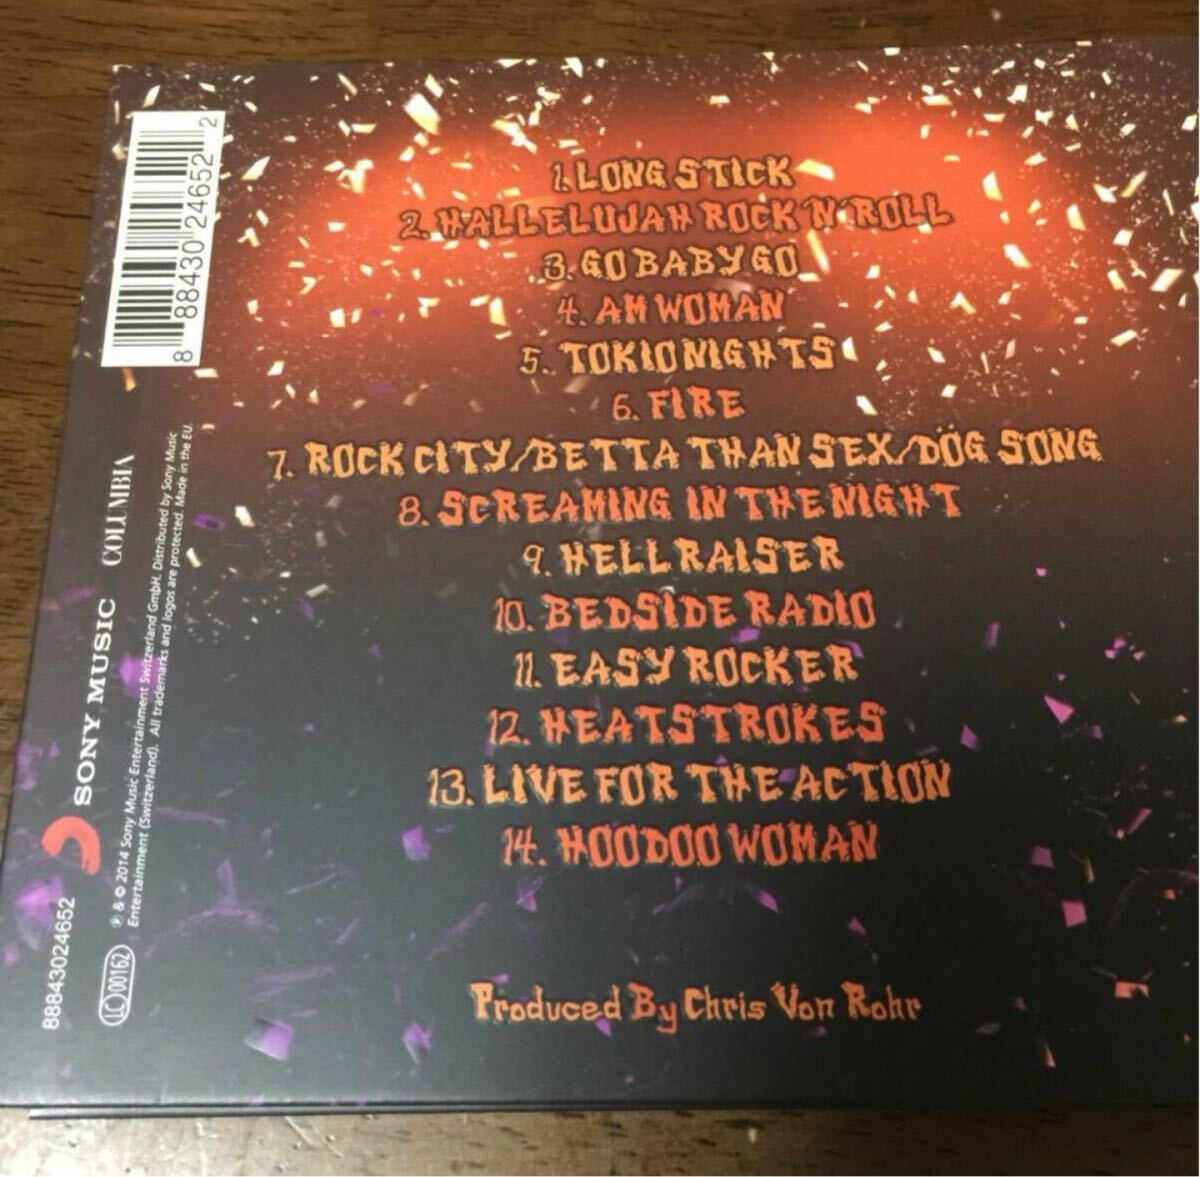 1. LONG STICK
2. HALLELUJAH ROCK 'N' ROLL
3. GO BABY GO
4. AM WOMAN
5. TOKIO NIGHTS
6. FIRE
7. ROCK CITY/BETTA THAN SEX/DÖG SONG
8. SCREAMING IN THE NIGHT
9. HELLRAISER
10. BEDSIDE RADIO
11. EASY ROCKER
12. HEATSTROKES
13. LIVE FOR THE ACTION
14. HOODOO WOMAN
Produced By Chris Von Rohr
8 88430 24652 2
COLUMBIA
SONY MUSIC
℗ & © 2014 Sony Music Entertainment Switzerland GmbH. Distributed by Sony Music
Entertainment (Switzerland). All trademarks and logos are protected. Made in the EU.
88843024652
LC 00162